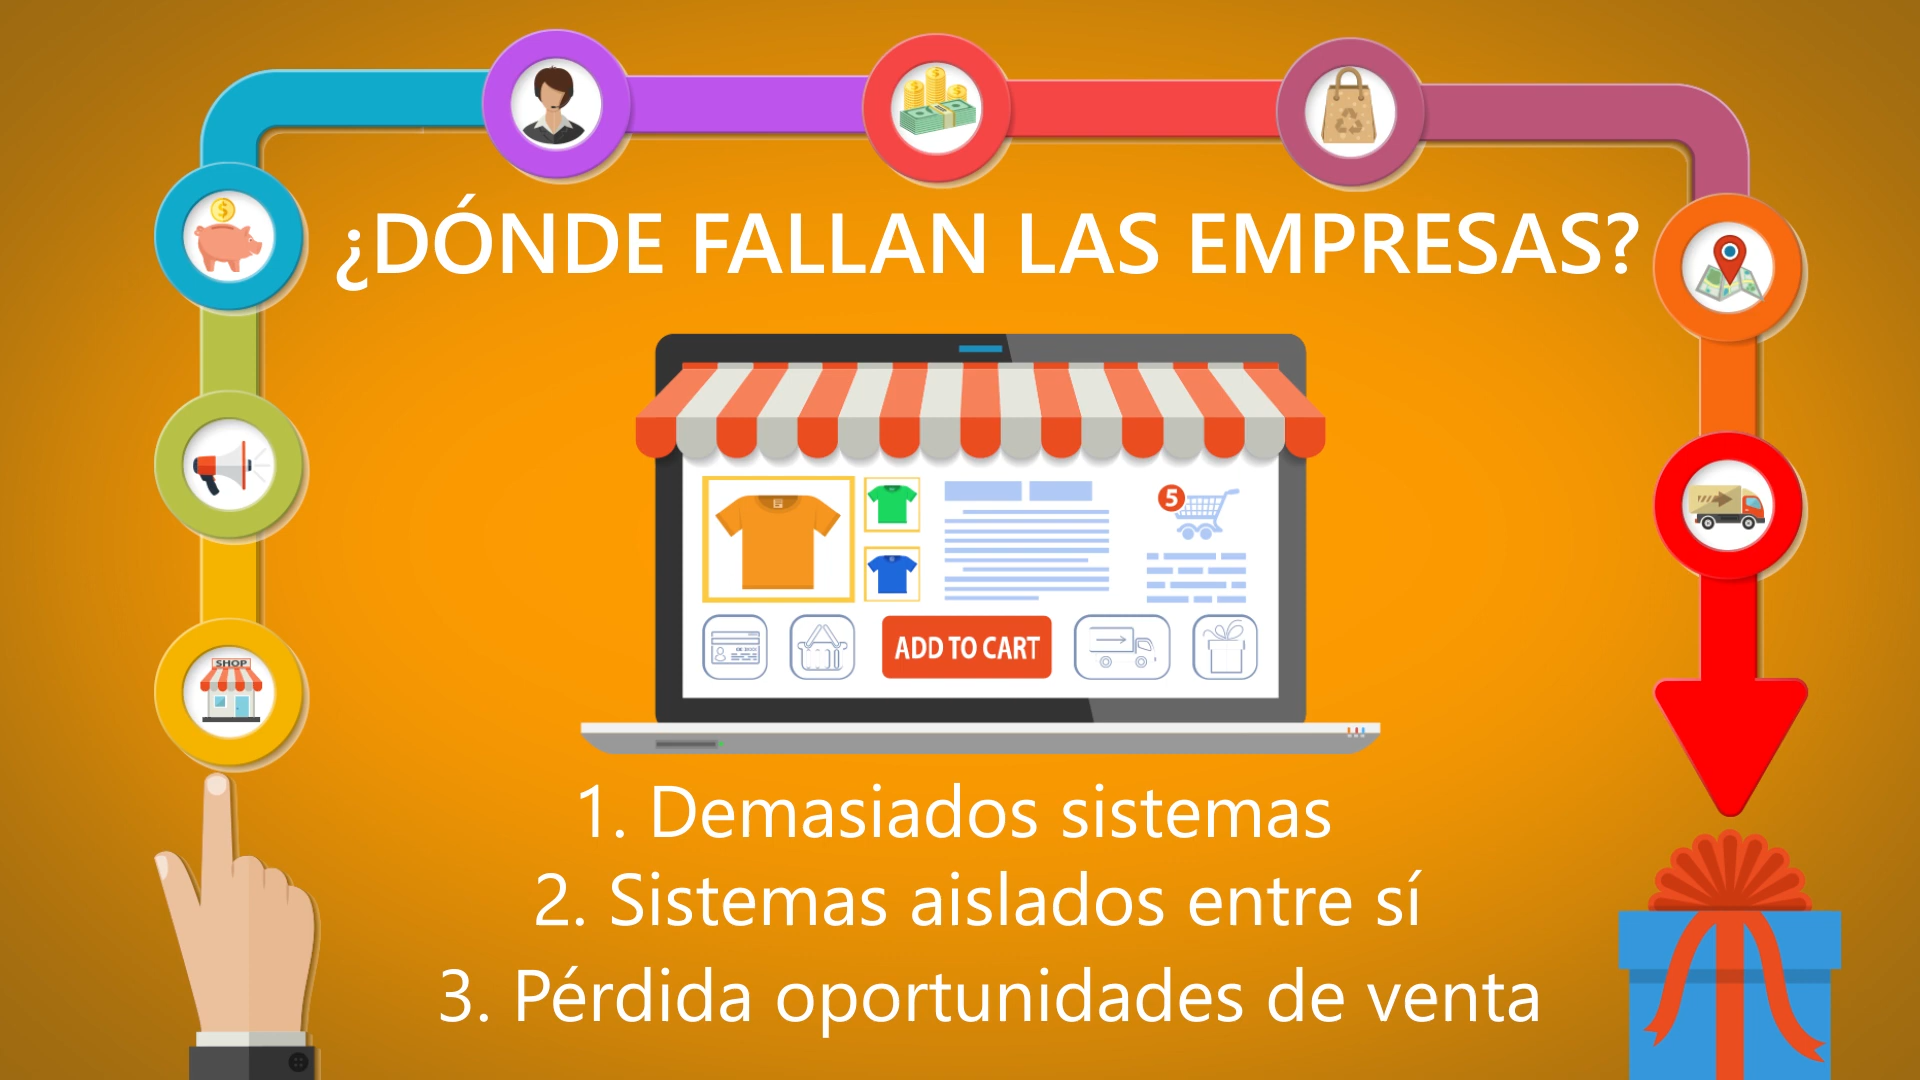 ¿DÓNDE FALLAN LAS EMPRESAS?
5
ADD TO CART
SHOP
1. Demasiados sistemas
2. Sistemas aislados entre sí
3. Pérdida oportunidades de venta